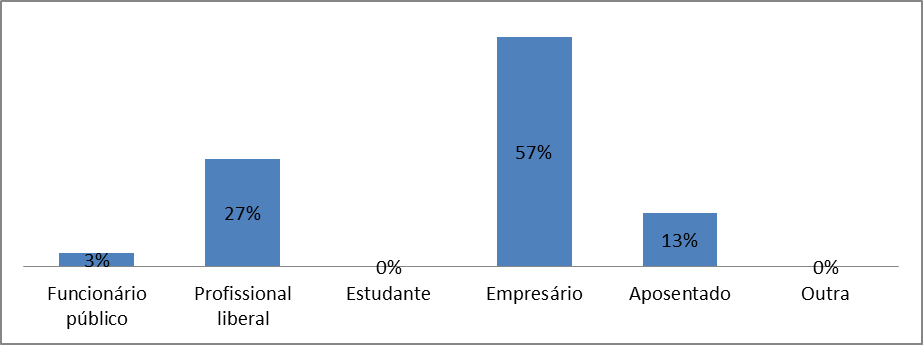 57%
27%
13%
3%
0%
0%
Funcionário
público
Profissional
liberal
Estudante
Empresário
Aposentado
Outra